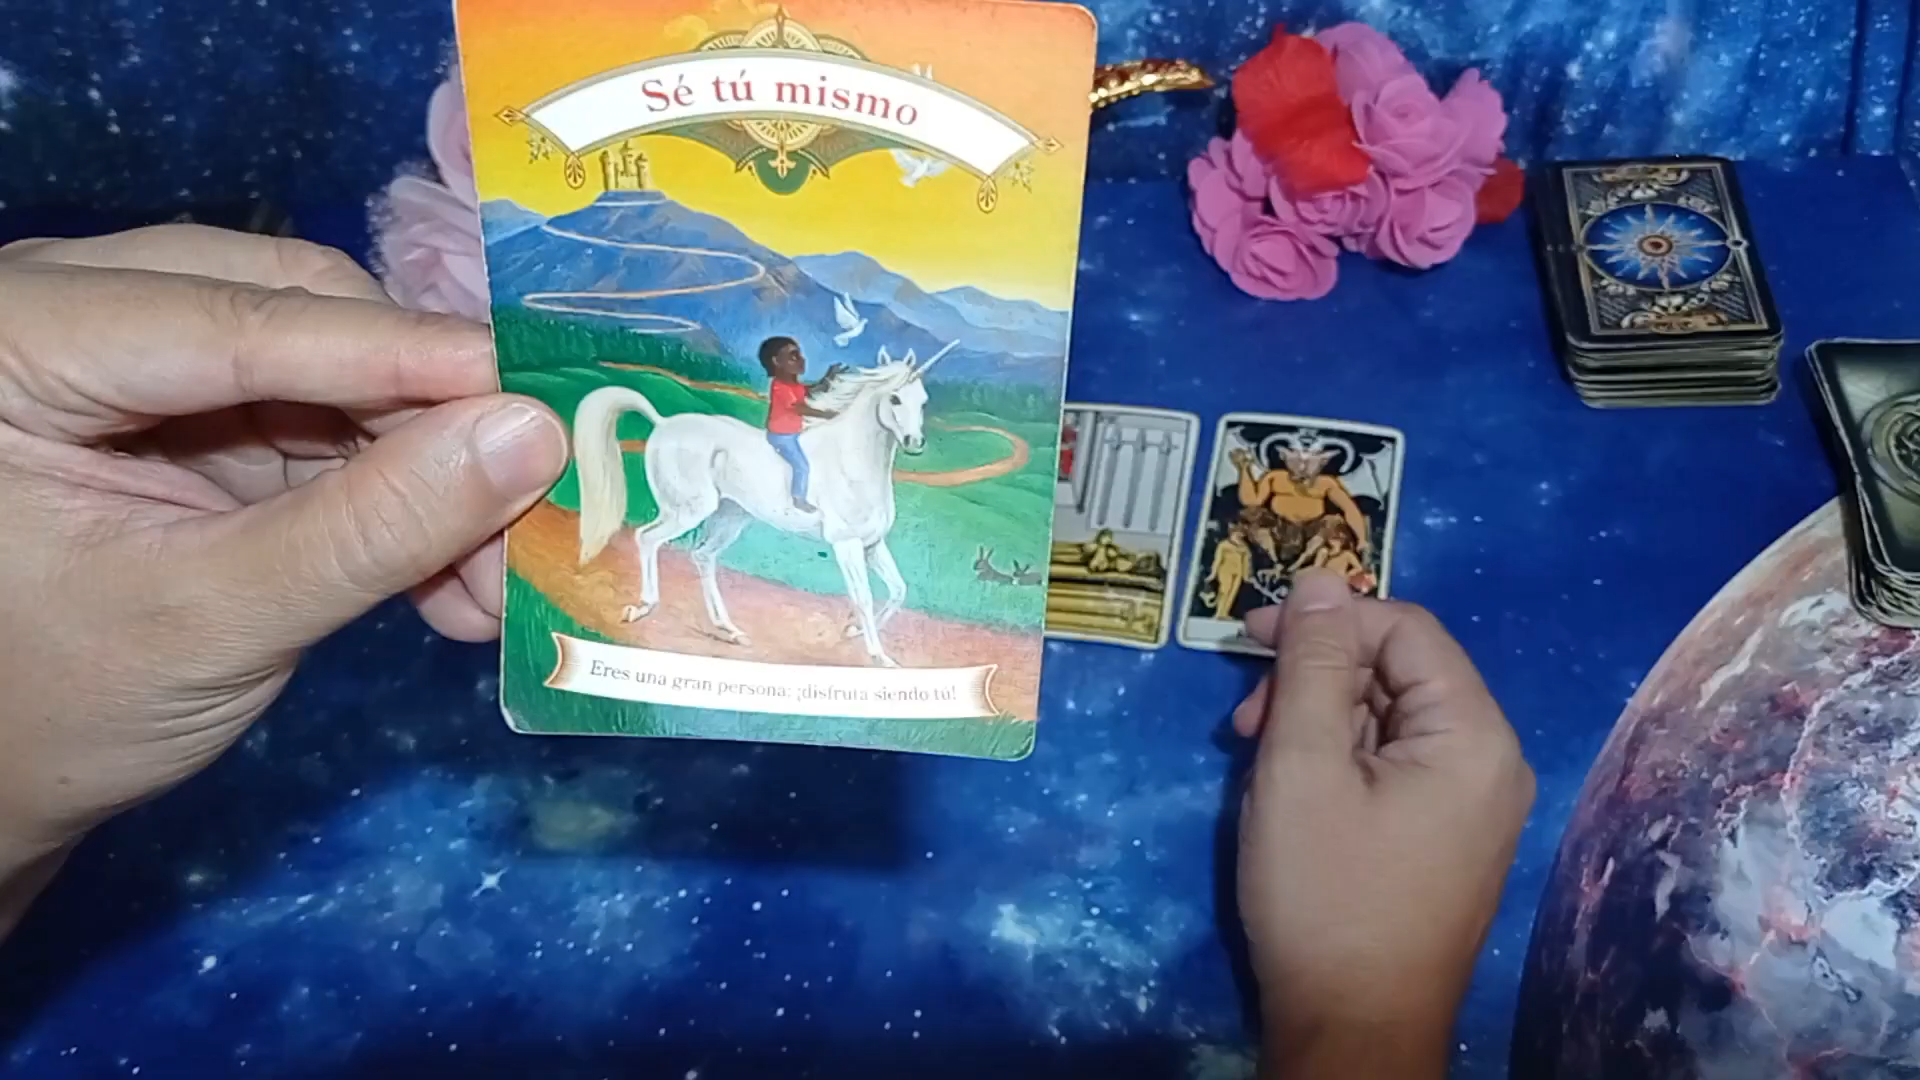 Sé tú mismo
Eres una gran persona: ¡disfruta siendo tú!